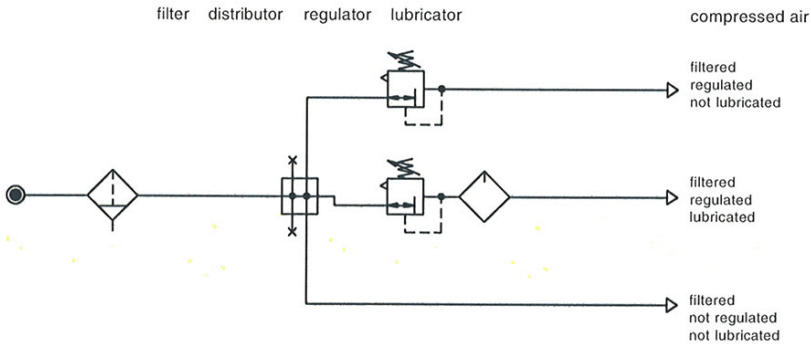 filter distributor regulator lubricator compressed air
filtered
regulated
not lubricated
filtered
regulated
lubricated
filtered
not regulated
not lubricated